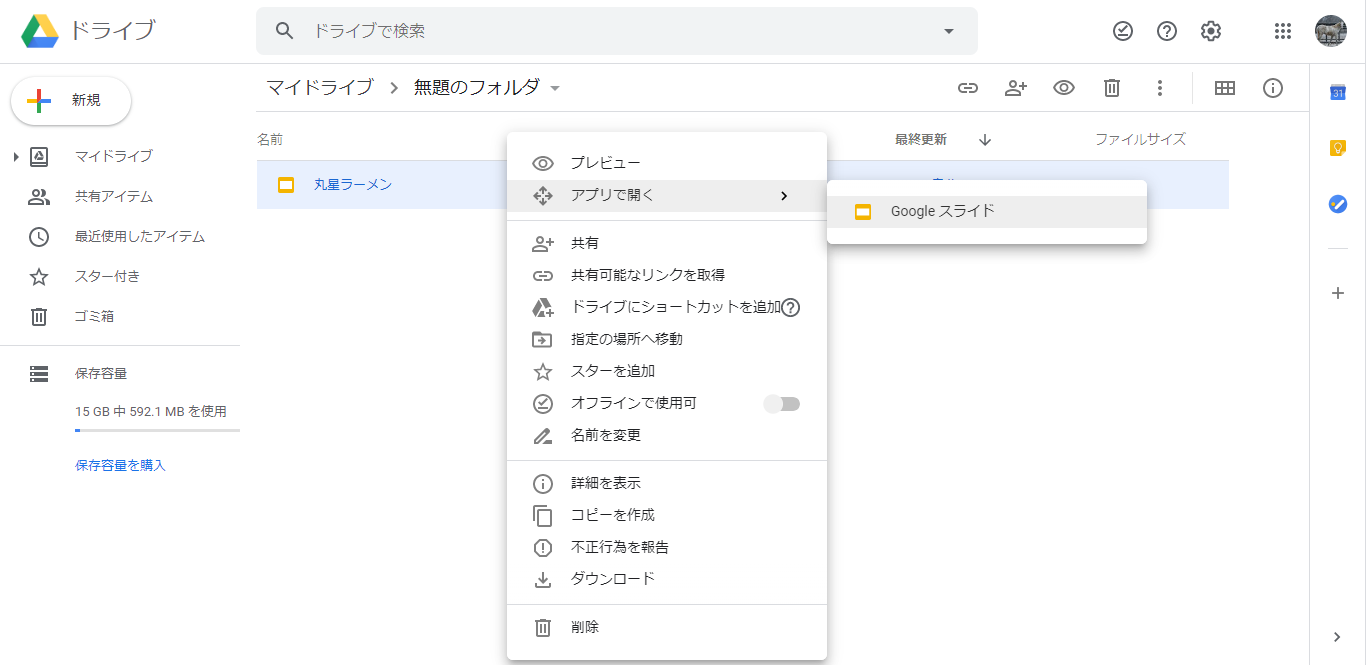 ドライブ
ドライブで検索
新規
マイドライブ
共有アイテム
最近使用したアイテム
スター付き
ゴミ箱
保存容量
15 GB 中 592.1 MB を使用
保存容量を購入
マイドライブ 無題のフォルダ
名前 最終更新 ファイルサイズ
丸星ラーメン
プレビュー
アプリで開く
Google スライド
共有
共有可能なリンクを取得
ドライブにショートカットを追加
指定の場所へ移動
スターを追加
オフラインで使用可
名前を変更
詳細を表示
コピーを作成
不正行為を報告
ダウンロード
削除
31